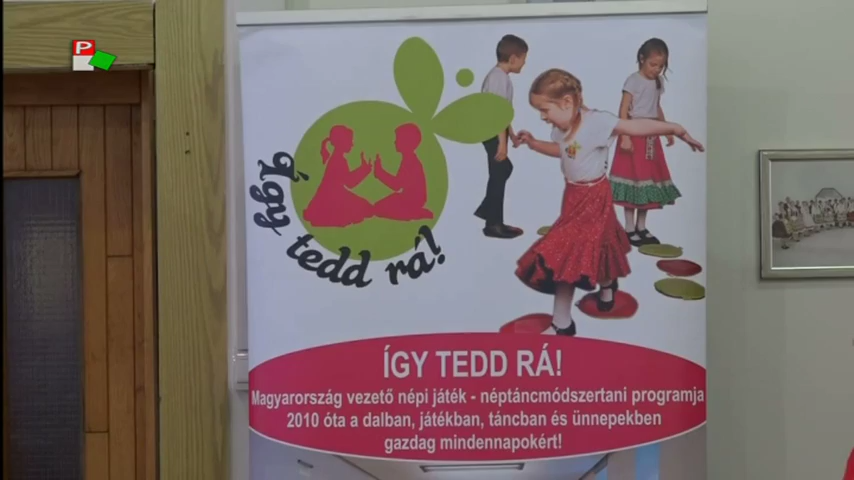 P
Így tedd rá!
ÍGY TEDD RÁ!
Magyarország vezető népi játék - néptáncmódszertani programja
2010 óta a dalban, játékban, táncban és ünnepekben
gazdag mindennapokért!